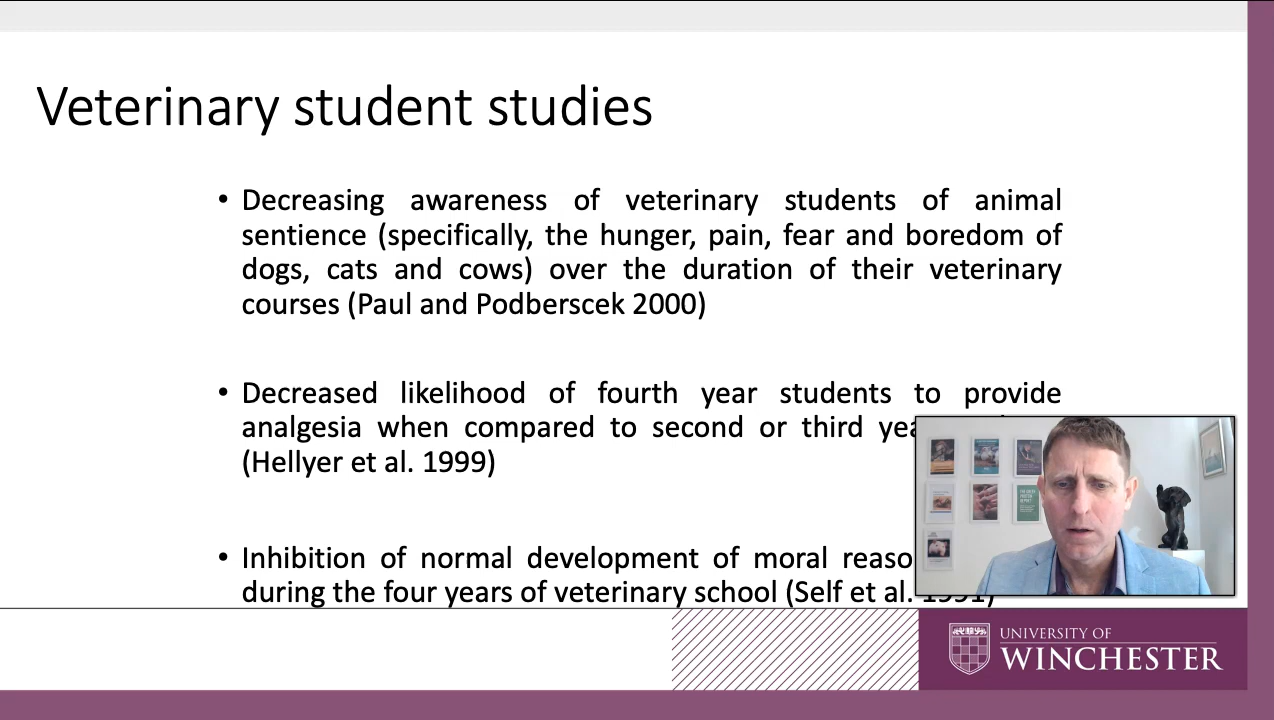 Veterinary student studies
• Decreasing awareness of veterinary students of animal
sentience (specifically, the hunger, pain, fear and boredom of
dogs, cats and cows) over the duration of their veterinary
courses (Paul and Podberscek 2000)
• Decreased likelihood of fourth year students to provide
analgesia when compared to second or third
(Hellyer et al. 1999)
• Inhibition of normal development of moral
during the four years of veterinary school (Self et al. 1991)
UNIVERSITY OF
WINCHESTER